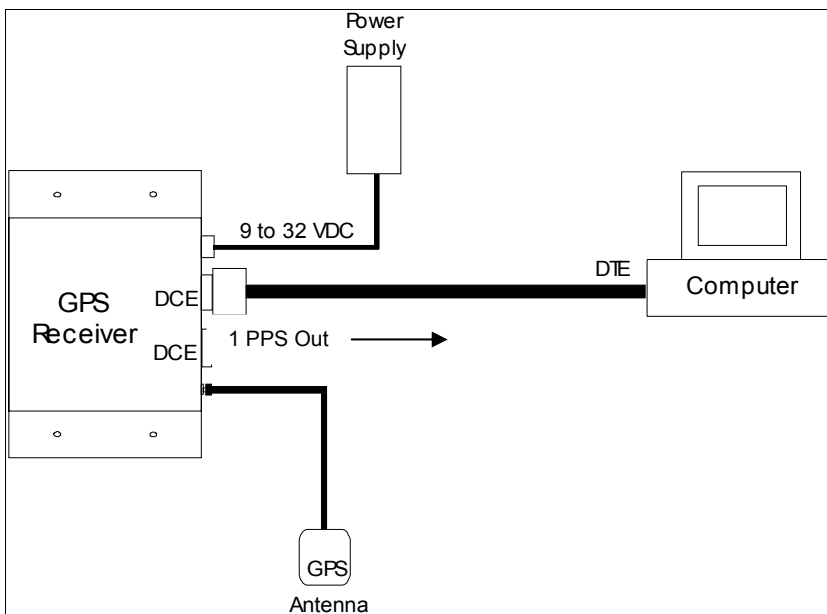 Power
Supply
9 to 32 VDC
DTE
Computer
DCE
GPS
Receiver
1 PPS Out
DCE
GPS
Antenna